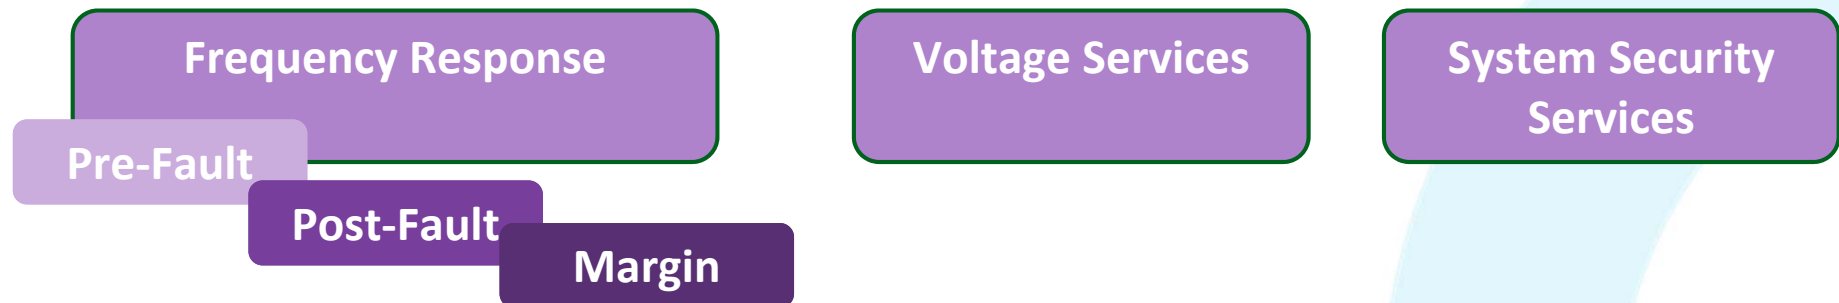 Frequency Response
Voltage Services
System Security
Services
Pre-Fault
Post-Fault
Margin